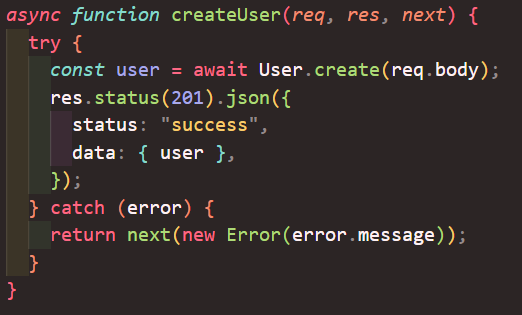 async function createUser(req, res, next) {
  try {
    const user = await User.create(req.body);
    res.status(201).json({
      status: "success",
      data: { user },
    });
  } catch (error) {
    return next(new Error(error.message));
  }
}